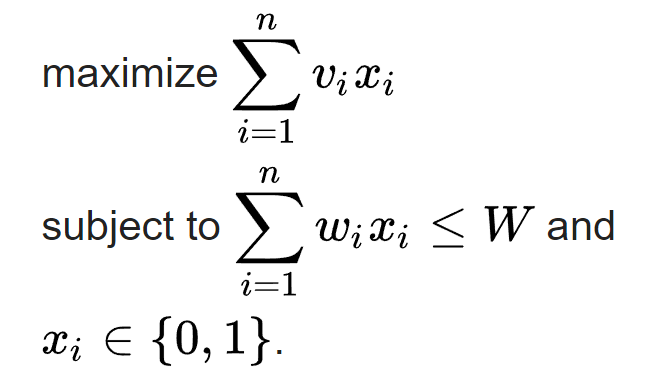 maximize $\sum_{i=1}^{n} v_i x_i$
subject to $\sum_{i=1}^{n} w_i x_i \leq W$ and
$x_i \in \{0, 1\}$.